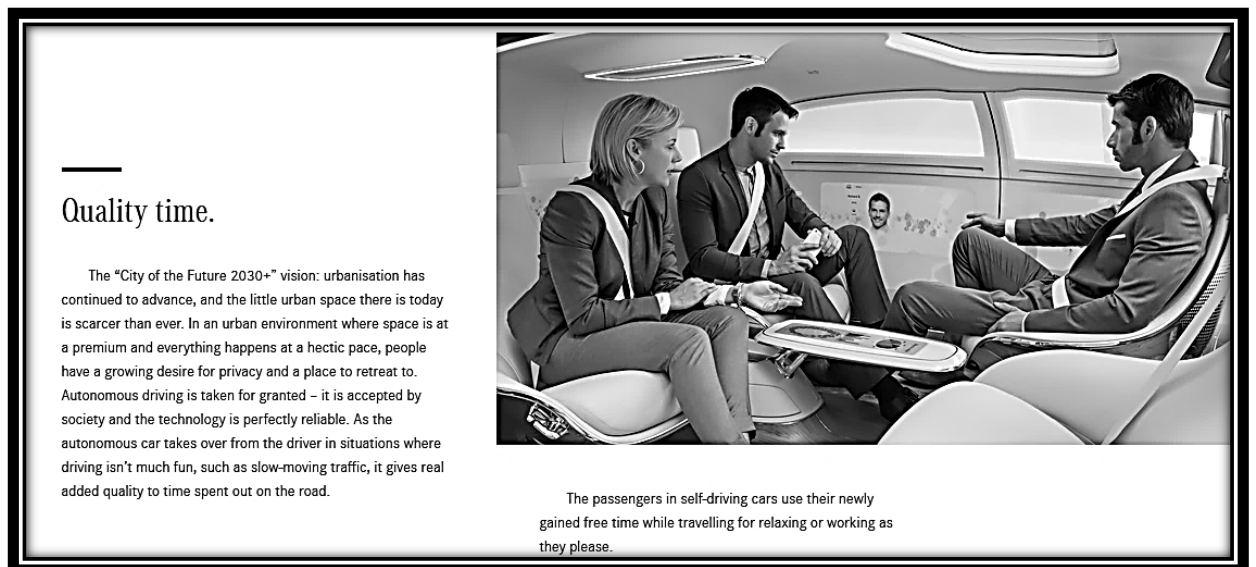 Quality time.
The “City of the Future 2030+” vision: urbanisation has
continued to advance, and the little urban space there is today
is scarcer than ever. In an urban environment where space is at
a premium and everything happens at a hectic pace, people
have a growing desire for privacy and a place to retreat to.
Autonomous driving is taken for granted – it is accepted by
society and the technology is perfectly reliable. As the
autonomous car takes over from the driver in situations where
driving isn’t much fun, such as slow-moving traffic, it gives real
added quality to time spent out on the road.
The passengers in self-driving cars use their newly
gained free time while travelling for relaxing or working as
they please.